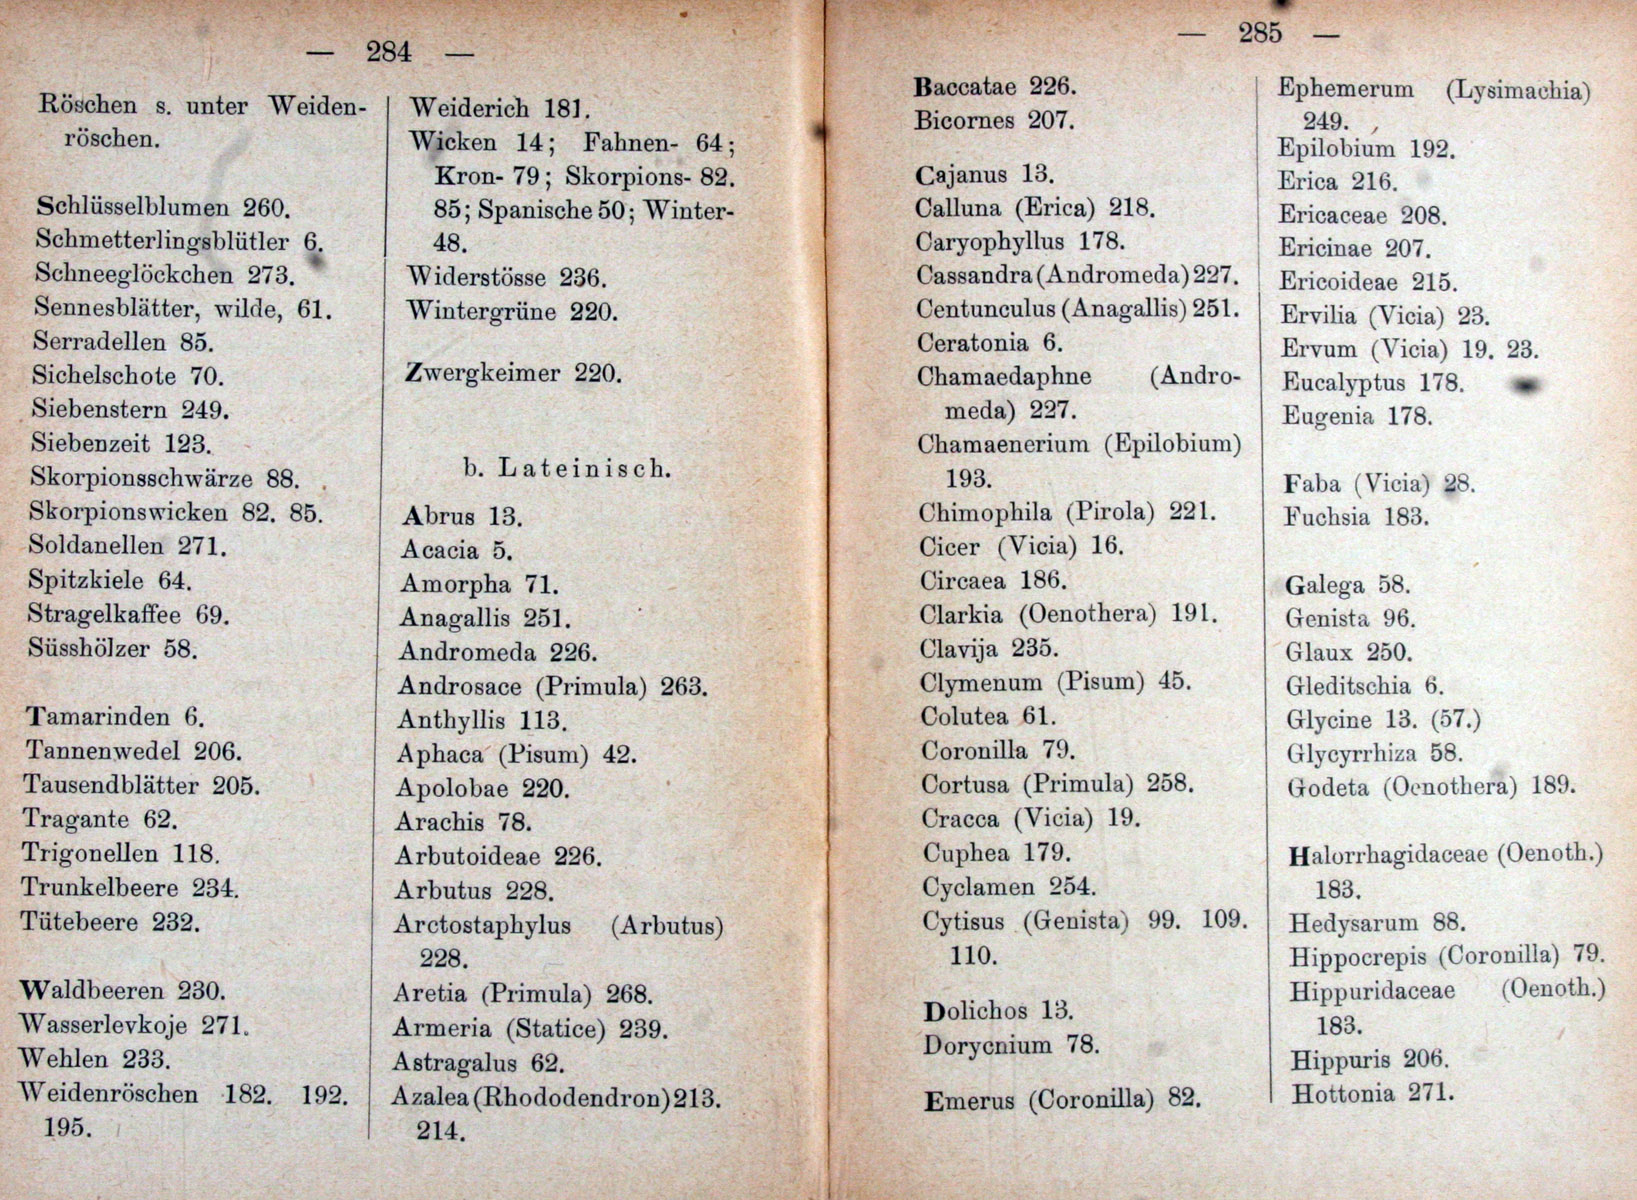 — 284 —
Röschen s. unter Weiden-
röschen.
Schlüsselblumen 260.
Schmetterlingsblütler 6.
Schneeglöckchen 273.
Sennesblätter, wilde, 61.
Serradellen 85.
Sichelschote 70.
Siebenstern 249.
Siebenzeit 123.
Skorpionsschwärze 88.
Skorpionswicken 82. 85.
Soldanellen 271.
Spitzkiele 64.
Stragelkaffee 69.
Süsshölzer 58.
Tamarinden 6.
Tannenwedel 206.
Tausendblätter 205.
Tragante 62.
Trigonellen 118.
Trunkelbeere 234.
Tütebeere 232.
Waldbeeren 230.
Wasserlevkoje 271.
Wehlen 233.
Weidenröschen 182. 192.
195.
Weiderich 181.
Wicken 14; Fahnen- 64;
Kron- 79; Skorpions- 82.
85; Spanische 50; Winter-
48.
Widerstösse 236.
Wintergrüne 220.
Zwergkeimer 220.
b. Lateinisch.
Abrus 13.
Acacia 5.
Amorpha 71.
Anagallis 251.
Andromeda 226.
Androsace (Primula) 263.
Anthyllis 113.
Aphaca (Pisum) 42.
Apolobae 220.
Arachis 78.
Arbutoideae 226.
Arbutus 228.
Arctostaphylus (Arbutus)
228.
Aretia (Primula) 268.
Armeria (Statice) 239.
Astragalus 62.
Azalea (Rhododendron) 213.
214.
— 285 —
Baccatae 226.
Bicornes 207.
Cajanus 13.
Calluna (Erica) 218.
Caryophyllus 178.
Cassandra (Andromeda) 227.
Centunculus (Anagallis) 251.
Ceratonia 6.
Chamaedaphne (Andro-
meda) 227.
Chamaenerium (Epilobium)
193.
Chimophila (Pirola) 221.
Cicer (Vicia) 16.
Circaea 186.
Clarkia (Oenothera) 191.
Clavija 235.
Clymenum (Pisum) 45.
Colutea 61.
Coronilla 79.
Cortusa (Primula) 258.
Cracca (Vicia) 19.
Cuphea 179.
Cyclamen 254.
Cytisus (Genista) 99. 109.
110.
Dolichos 13.
Dorycnium 78.
Emerus (Coronilla) 82.
Ephemerum (Lysimachia)
249.
Epilobium 192.
Erica 216.
Ericaceae 208.
Ericinae 207.
Ericoideae 215.
Ervilia (Vicia) 23.
Ervum (Vicia) 19. 23.
Eucalyptus 178.
Eugenia 178.
Faba (Vicia) 28.
Fuchsia 183.
Galega 58.
Genista 96.
Glaux 250.
Gleditschia 6.
Glycine 13. (57.)
Glycyrrhiza 58.
Godeta (Oenothera) 189.
Halorrhagidaceae (Oenoth.)
183.
Hedysarum 88.
Hippocrepis (Coronilla) 79.
Hippuridaceae (Oenoth.)
183.
Hippuris 206.
Hottonia 271.